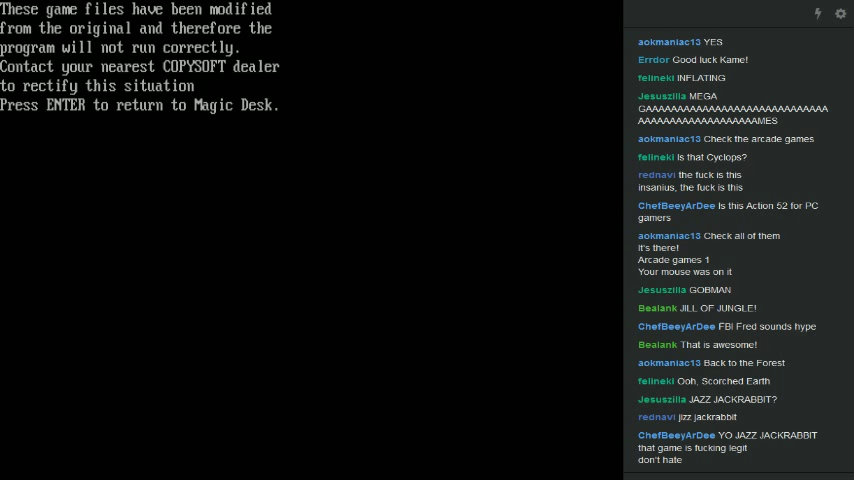 These game files have been modified
from the original and therefore the
program will not run correctly.
Contact your nearest COPYSOFT dealer
to rectify this situation
Press ENTER to return to Magic Desk.
aokmaniac13 YES
Errdor Good luck Kame!
felineki INFLATING
Jesuszilla MEGA
GAAAAAAAAAAAAAAAAAAAAAAAAAAAAA
AAAAAAAAAAAAAAAAAAAMES
aokmaniac13 Check the arcade games
felineki Is that Cyclops?
rednavi the fuck is this
insanius, the fuck is this
ChefBeeyArDee Is this Action 52 for PC
gamers
aokmaniac13 Check all of them
It's there!
Arcade games 1
Your mouse was on it
Jesuszilla GOBMAN
Bealank JILL OF JUNGLE!
ChefBeeyArDee FBI Fred sounds hype
Bealank That is awesome!
aokmaniac13 Back to the Forest
felineki Ooh, Scorched Earth
Jesuszilla JAZZ JACKRABBIT?
rednavi jizz jackrabbit
ChefBeeyArDee YO JAZZ JACKRABBIT
that game is fucking legit
don't hate